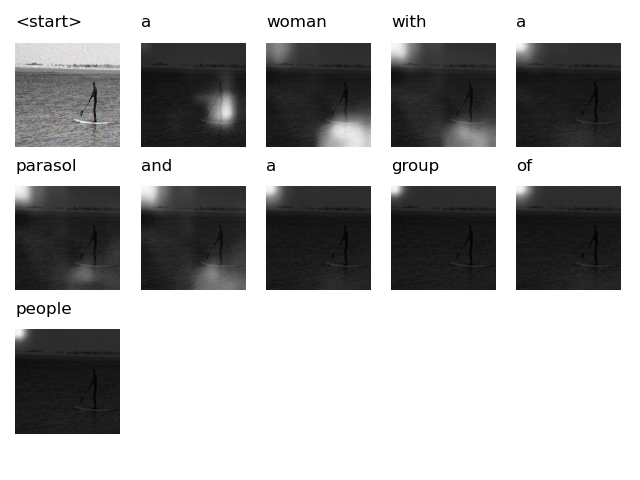 <start> a woman with a
parasol and a group of
people